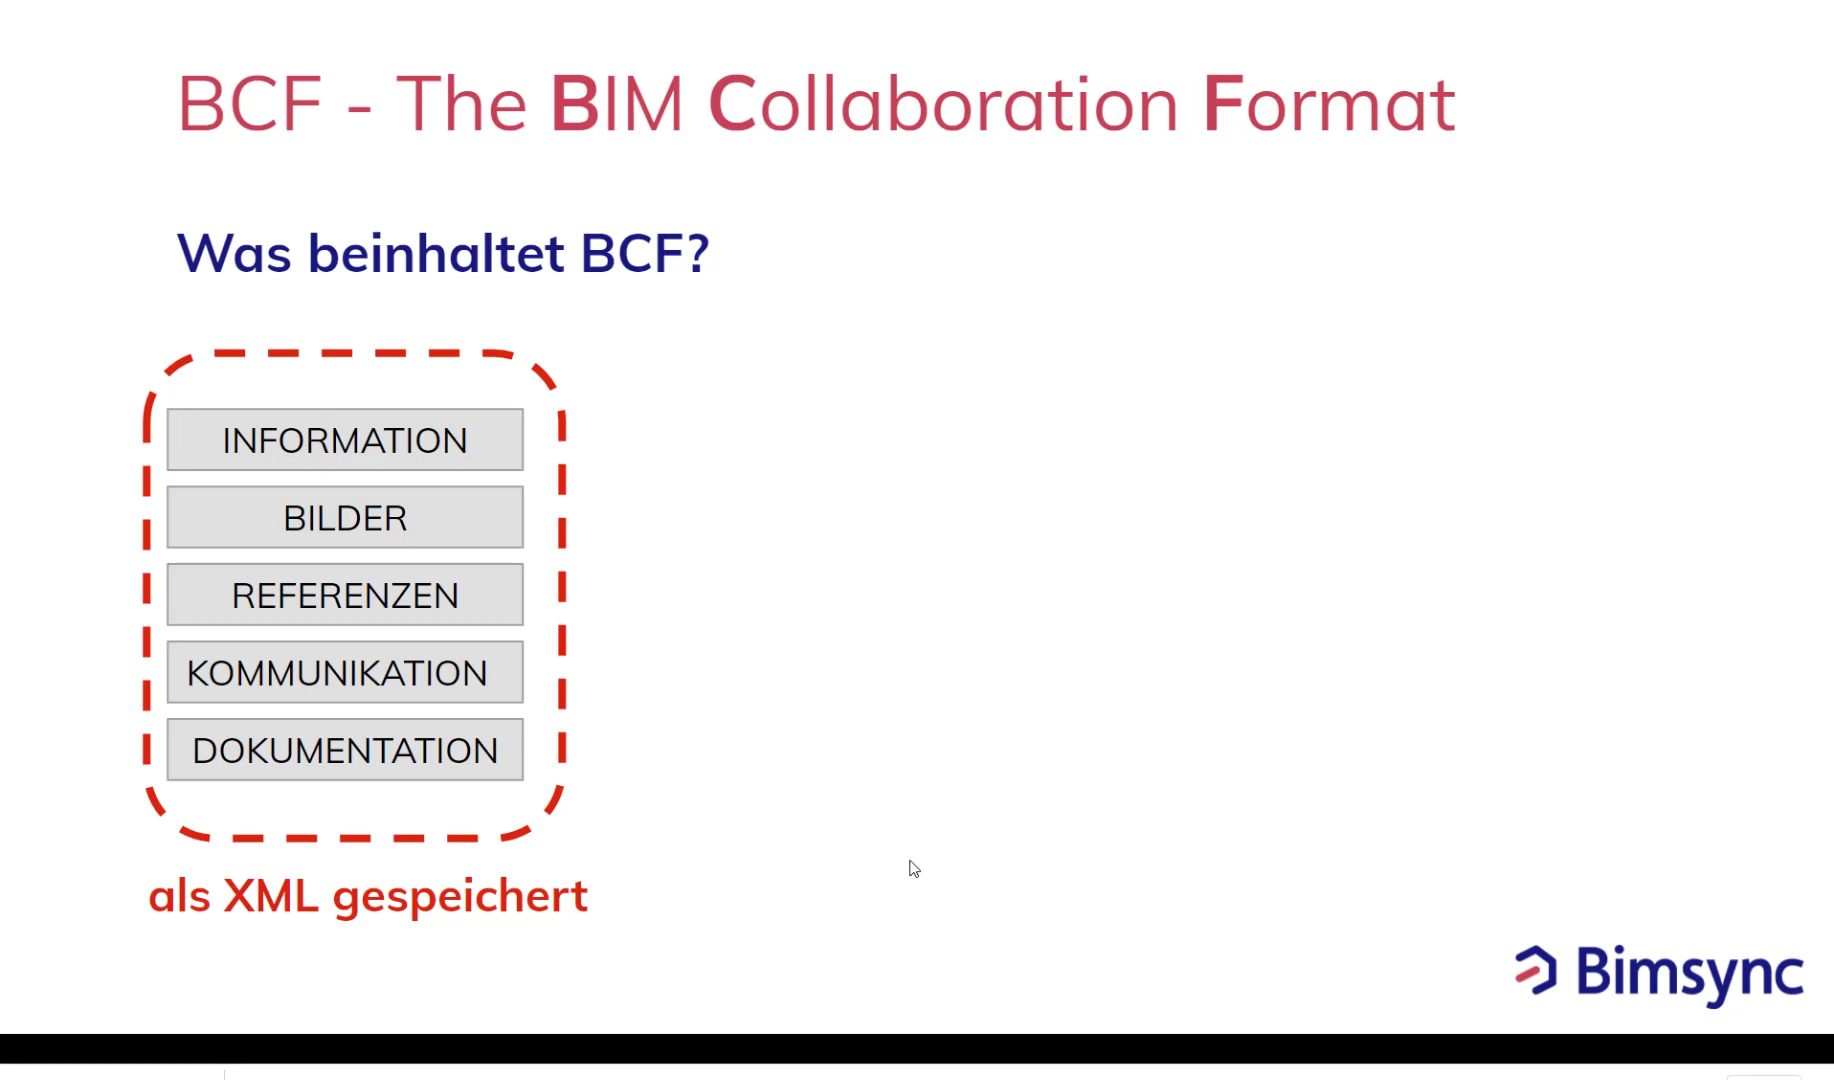 BCF - The BIM Collaboration Format
Was beinhaltet BCF?
INFORMATION
BILDER
REFERENZEN
KOMMUNIKATION
DOKUMENTATION
als XML gespeichert
Bimsync